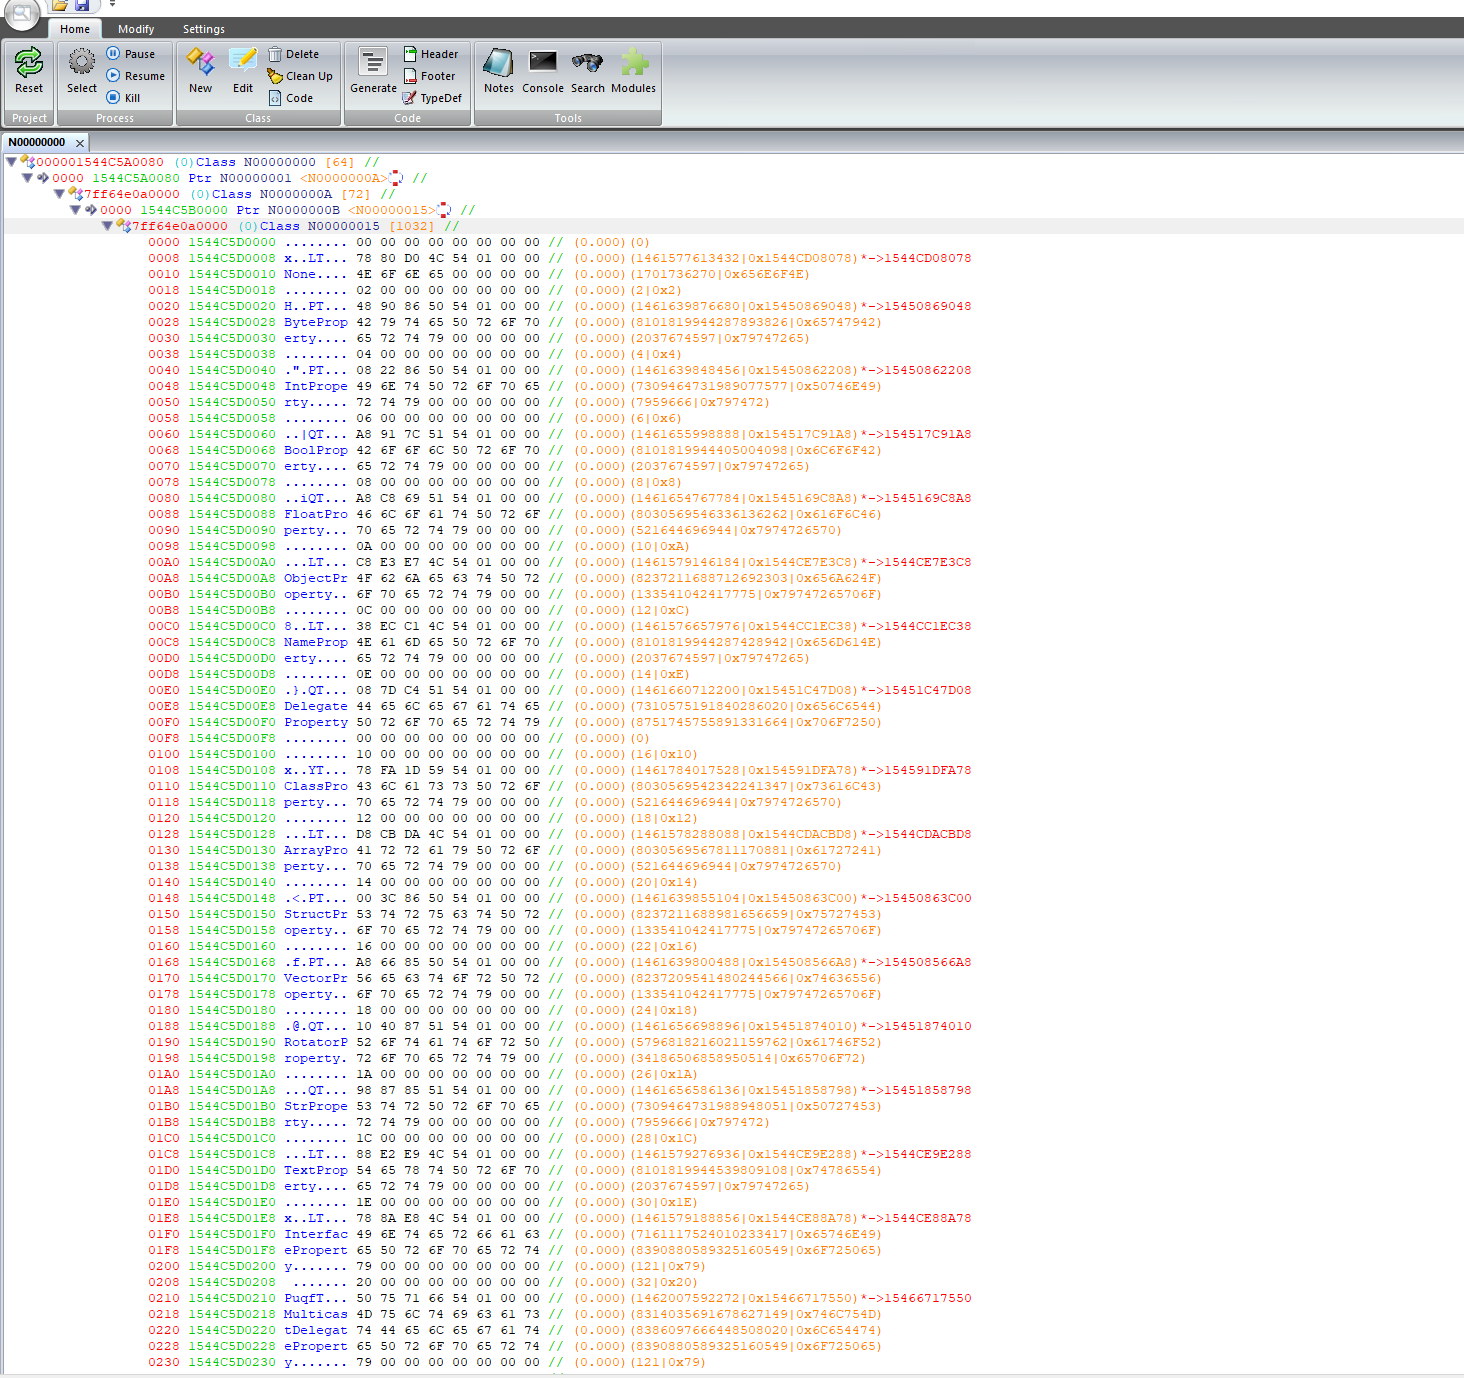 Home Modify Settings
Reset Select Pause Resume Kill New Edit Delete Clean Up Code Generate Header Footer TypeDef Notes Console Search Modules
Project Process Class Code Tools
N00000000
000001544C5A0080 (0)Class N00000000 [64] //
0000 1544C5A0080 Ptr N00000001 <N0000000A> //
7ff64e0a0000 (0)Class N0000000A [72] //
0000 1544C5B0000 Ptr N0000000B <N00000015> //
7ff64e0a0000 (0)Class N00000015 [1032] //
0000 1544C5D0000 ........ 00 00 00 00 00 00 00 00 // (0.000)(0)
0008 1544C5D0008 x..LT... 78 80 D0 4C 54 01 00 00 // (0.000)(1461577613432|0x1544CD08078)*->1544CD08078
0010 1544C5D0010 None.... 4E 6F 6E 65 00 00 00 00 // (0.000)(1701736270|0x656E6F4E)
0018 1544C5D0018 ........ 02 00 00 00 00 00 00 00 // (0.000)(2|0x2)
0020 1544C5D0020 H..PT... 48 90 86 50 54 01 00 00 // (0.000)(1461639876680|0x15450869048)*->15450869048
0028 1544C5D0028 ByteProp 42 79 74 65 50 72 6F 70 // (0.000)(8101819944287893826|0x65747942)
0030 1544C5D0030 erty.... 65 72 74 79 00 00 00 00 // (0.000)(2037674597|0x79747265)
0038 1544C5D0038 ........ 04 00 00 00 00 00 00 00 // (0.000)(4|0x4)
0040 1544C5D0040 .".PT... 08 22 86 50 54 01 00 00 // (0.000)(1461639848456|0x15450862208)*->15450862208
0048 1544C5D0048 IntPrope 49 6E 74 50 72 6F 70 65 // (0.000)(7309464731989077577|0x50746E49)
0050 1544C5D0050 rty..... 72 74 79 00 00 00 00 00 // (0.000)(7959666|0x797472)
0058 1544C5D0058 ........ 06 00 00 00 00 00 00 00 // (0.000)(6|0x6)
0060 1544C5D0060 ..|QT... A8 91 7C 51 54 01 00 00 // (0.000)(1461655998888|0x154517C91A8)*->154517C91A8
0068 1544C5D0068 BoolProp 42 6F 6F 6C 50 72 6F 70 // (0.000)(8101819944405004098|0x6C6F6F42)
0070 1544C5D0070 erty.... 65 72 74 79 00 00 00 00 // (0.000)(2037674597|0x79747265)
0078 1544C5D0078 ........ 08 00 00 00 00 00 00 00 // (0.000)(8|0x8)
0080 1544C5D0080 ..iQT... A8 C8 69 51 54 01 00 00 // (0.000)(1461654767784|0x1545169C8A8)*->1545169C8A8
0088 1544C5D0088 FloatPro 46 6C 6F 61 74 50 72 6F // (0.000)(8030569546336136262|0x616F6C46)
0090 1544C5D0090 perty... 70 65 72 74 79 00 00 00 // (0.000)(521644696944|0x7974726570)
0098 1544C5D0098 ........ 0A 00 00 00 00 00 00 00 // (0.000)(10|0xA)
00A0 1544C5D00A0 ...LT... C8 E3 E7 4C 54 01 00 00 // (0.000)(1461579146184|0x1544CE7E3C8)*->1544CE7E3C8
00A8 1544C5D00A8 ObjectPr 4F 62 6A 65 63 74 50 72 // (0.000)(8237211688712692303|0x656A624F)
00B0 1544C5D00B0 operty.. 6F 70 65 72 74 79 00 00 // (0.000)(133541042417775|0x79747265706F)
00B8 1544C5D00B8 ........ 0C 00 00 00 00 00 00 00 // (0.000)(12|0xC)
00C0 1544C5D00C0 8..LT... 38 EC C1 4C 54 01 00 00 // (0.000)(1461576657976|0x1544CC1EC38)*->1544CC1EC38
00C8 1544C5D00C8 NameProp 4E 61 6D 65 50 72 6F 70 // (0.000)(8101819944287428942|0x656D614E)
00D0 1544C5D00D0 erty.... 65 72 74 79 00 00 00 00 // (0.000)(2037674597|0x79747265)
00D8 1544C5D00D8 ........ 0E 00 00 00 00 00 00 00 // (0.000)(14|0xE)
00E0 1544C5D00E0 .}.QT... 08 7D C4 51 54 01 00 00 // (0.000)(1461660712200|0x15451C47D08)*->15451C47D08
00E8 1544C5D00E8 Delegate 44 65 6C 65 67 61 74 65 // (0.000)(7310575191840286020|0x656C6544)
00F0 1544C5D00F0 Property 50 72 6F 70 65 72 74 79 // (0.000)(8751745755891331664|0x706F7250)
00F8 1544C5D00F8 ........ 00 00 00 00 00 00 00 00 // (0.000)(0)
0100 1544C5D0100 ........ 10 00 00 00 00 00 00 00 // (0.000)(16|0x10)
0108 1544C5D0108 x..YT... 78 FA 1D 59 54 01 00 00 // (0.000)(1461784017528|0x154591DFA78)*->154591DFA78
0110 1544C5D0110 ClassPro 43 6C 61 73 73 50 72 6F // (0.000)(8030569542342241347|0x73616C43)
0118 1544C5D0118 perty... 70 65 72 74 79 00 00 00 // (0.000)(521644696944|0x7974726570)
0120 1544C5D0120 ........ 12 00 00 00 00 00 00 00 // (0.000)(18|0x12)
0128 1544C5D0128 ...LT... D8 CB DA 4C 54 01 00 00 // (0.000)(1461578288088|0x1544CDACBD8)*->1544CDACBD8
0130 1544C5D0130 ArrayPro 41 72 72 61 79 50 72 6F // (0.000)(8030569567811170881|0x61727241)
0138 1544C5D0138 perty... 70 65 72 74 79 00 00 00 // (0.000)(521644696944|0x7974726570)
0140 1544C5D0140 ........ 14 00 00 00 00 00 00 00 // (0.000)(20|0x14)
0148 1544C5D0148 .<.PT... 00 3C 86 50 54 01 00 00 // (0.000)(1461639855104|0x15450863C00)*->15450863C00
0150 1544C5D0150 StructPr 53 74 72 75 63 74 50 72 // (0.000)(8237211688981656659|0x75727453)
0158 1544C5D0158 operty.. 6F 70 65 72 74 79 00 00 // (0.000)(133541042417775|0x79747265706F)
0160 1544C5D0160 ........ 16 00 00 00 00 00 00 00 // (0.000)(22|0x16)
0168 1544C5D0168 .f.PT... A8 66 85 50 54 01 00 00 // (0.000)(1461639800488|0x154508566A8)*->154508566A8
0170 1544C5D0170 VectorPr 56 65 63 74 6F 72 50 72 // (0.000)(8237209541480244566|0x74636556)
0178 1544C5D0178 operty.. 6F 70 65 72 74 79 00 00 // (0.000)(133541042417775|0x79747265706F)
0180 1544C5D0180 ........ 18 00 00 00 00 00 00 00 // (0.000)(24|0x18)
0188 1544C5D0188 .@.QT... 10 40 87 51 54 01 00 00 // (0.000)(1461656698896|0x15451874010)*->15451874010
0190 1544C5D0190 RotatorP 52 6F 74 61 74 6F 72 50 // (0.000)(5796818216021159762|0x61746F52)
0198 1544C5D0198 roperty. 72 6F 70 65 72 74 79 00 // (0.000)(34186506858950514|0x65706F72)
01A0 1544C5D01A0 ........ 1A 00 00 00 00 00 00 00 // (0.000)(26|0x1A)
01A8 1544C5D01A8 ...QT... 98 87 85 51 54 01 00 00 // (0.000)(1461656586136|0x15451858798)*->15451858798
01B0 1544C5D01B0 StrPrope 53 74 72 50 72 6F 70 65 // (0.000)(7309464731988948051|0x50727453)
01B8 1544C5D01B8 rty..... 72 74 79 00 00 00 00 00 // (0.000)(7959666|0x797472)
01C0 1544C5D01C0 ........ 1C 00 00 00 00 00 00 00 // (0.000)(28|0x1C)
01C8 1544C5D01C8 ...LT... 88 E2 E9 4C 54 01 00 00 // (0.000)(1461579276936|0x1544CE9E288)*->1544CE9E288
01D0 1544C5D01D0 TextProp 54 65 78 74 50 72 6F 70 // (0.000)(8101819944539809108|0x74786554)
01D8 1544C5D01D8 erty.... 65 72 74 79 00 00 00 00 // (0.000)(2037674597|0x79747265)
01E0 1544C5D01E0 ........ 1E 00 00 00 00 00 00 00 // (0.000)(30|0x1E)
01E8 1544C5D01E8 x..LT... 78 8A E8 4C 54 01 00 00 // (0.000)(1461579188856|0x1544CE88A78)*->1544CE88A78
01F0 1544C5D01F0 Interfac 49 6E 74 65 72 66 61 63 // (0.000)(7161117524010233417|0x65746E49)
01F8 1544C5D01F8 ePropert 65 50 72 6F 70 65 72 74 // (0.000)(8390880589325160549|0x6F725065)
0200 1544C5D0200 y....... 79 00 00 00 00 00 00 00 // (0.000)(121|0x79)
0208 1544C5D0208  ....... 20 00 00 00 00 00 00 00 // (0.000)(32|0x20)
0210 1544C5D0210 PuqfT... 50 75 71 66 54 01 00 00 // (0.000)(1462007592272|0x15466717550)*->15466717550
0218 1544C5D0218 Multicas 4D 75 6C 74 69 63 61 73 // (0.000)(8314035691678627149|0x746C754D)
0220 1544C5D0220 tDelegat 74 44 65 6C 65 67 61 74 // (0.000)(8386097666448508020|0x6C654474)
0228 1544C5D0228 ePropert 65 50 72 6F 70 65 72 74 // (0.000)(8390880589325160549|0x6F725065)
0230 1544C5D0230 y....... 79 00 00 00 00 00 00 00 // (0.000)(121|0x79)